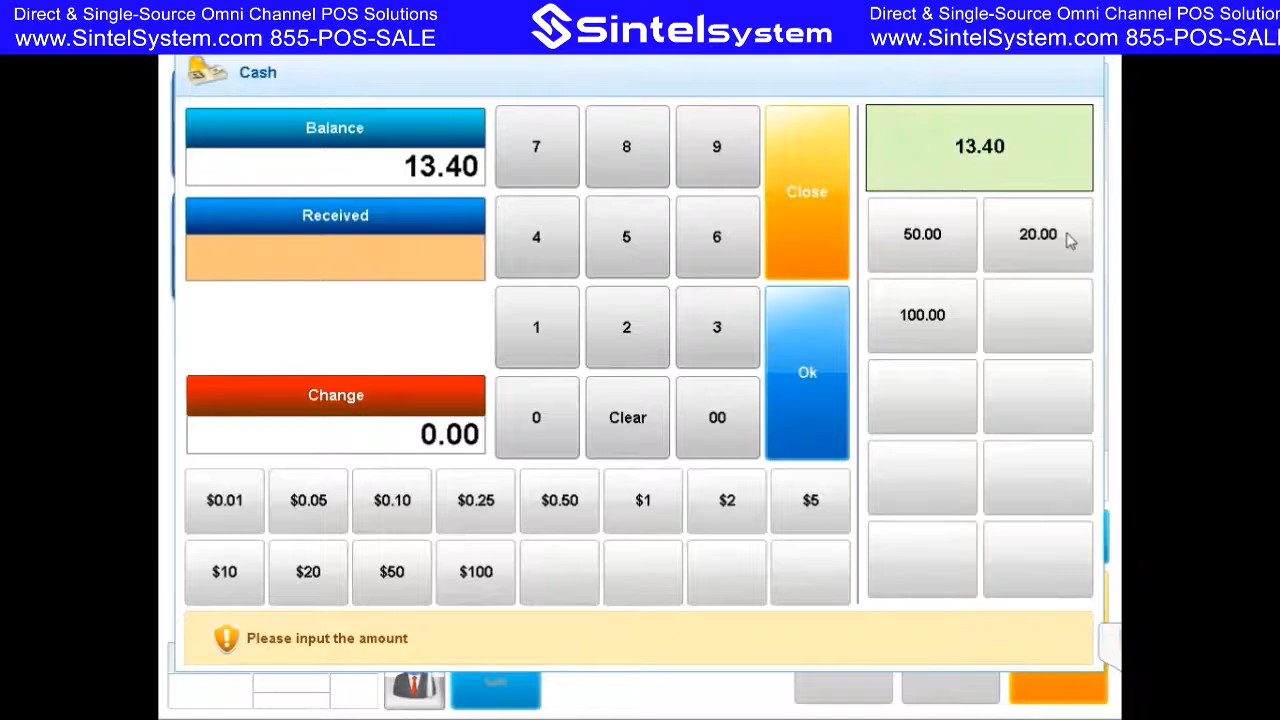 Direct & Single-Source Omni Channel POS Solutions
www.SintelSystem.com 855-POS-SALE
Sintelsystem
Direct & Single-Source Omni Channel POS Solution
www.SintelSystem.com 855-POS-SAL
Cash
Balance
13.40
Received
Change
0.00
7 8 9
4 5 6
1 2 3
0 Clear 00
Close
Ok
13.40
50.00 20.00
100.00
$0.01 $0.05 $0.10 $0.25 $0.50 $1 $2 $5
$10 $20 $50 $100
Please input the amount